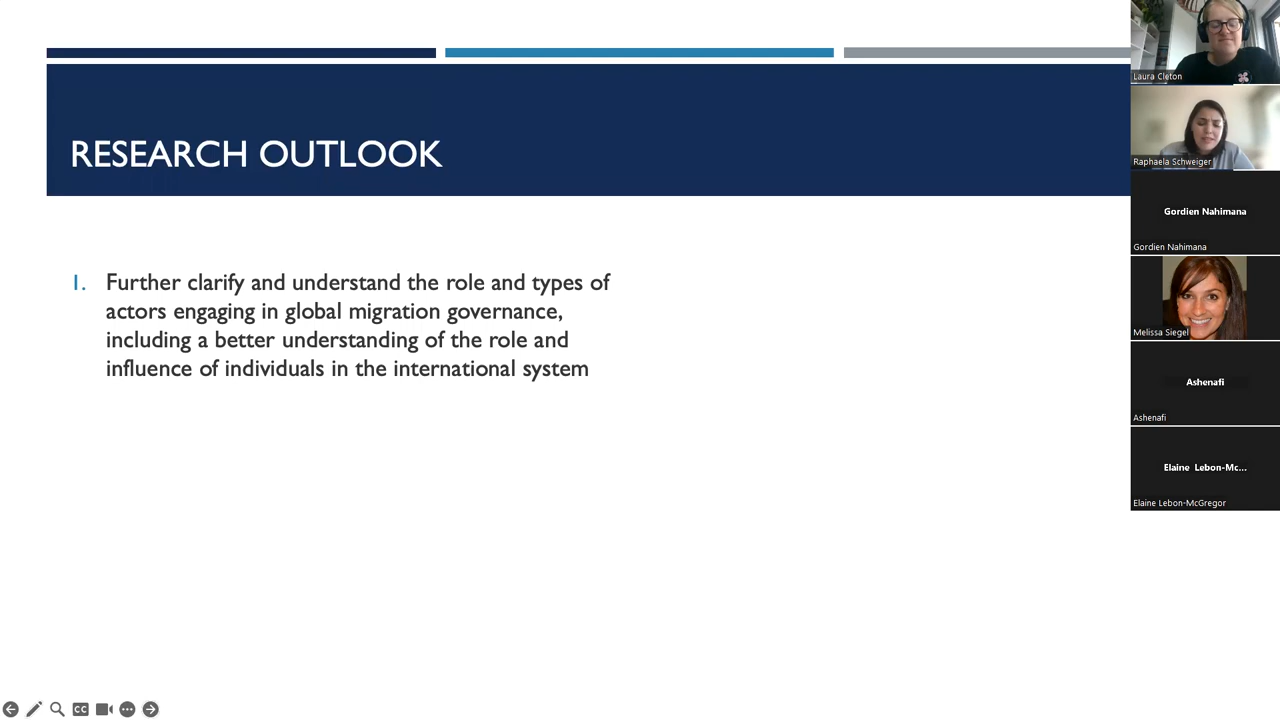 RESEARCH OUTLOOK
1. Further clarify and understand the role and types of
actors engaging in global migration governance,
including a better understanding of the role and
influence of individuals in the international system
Laura Cleton
Raphaela Schweiger
Gordien Nahimana
Gordien Nahimana
Melissa Siegel
Ashenafi
Ashenafi
Elaine Lebon-Mc...
Elaine Lebon-McGregor
CC